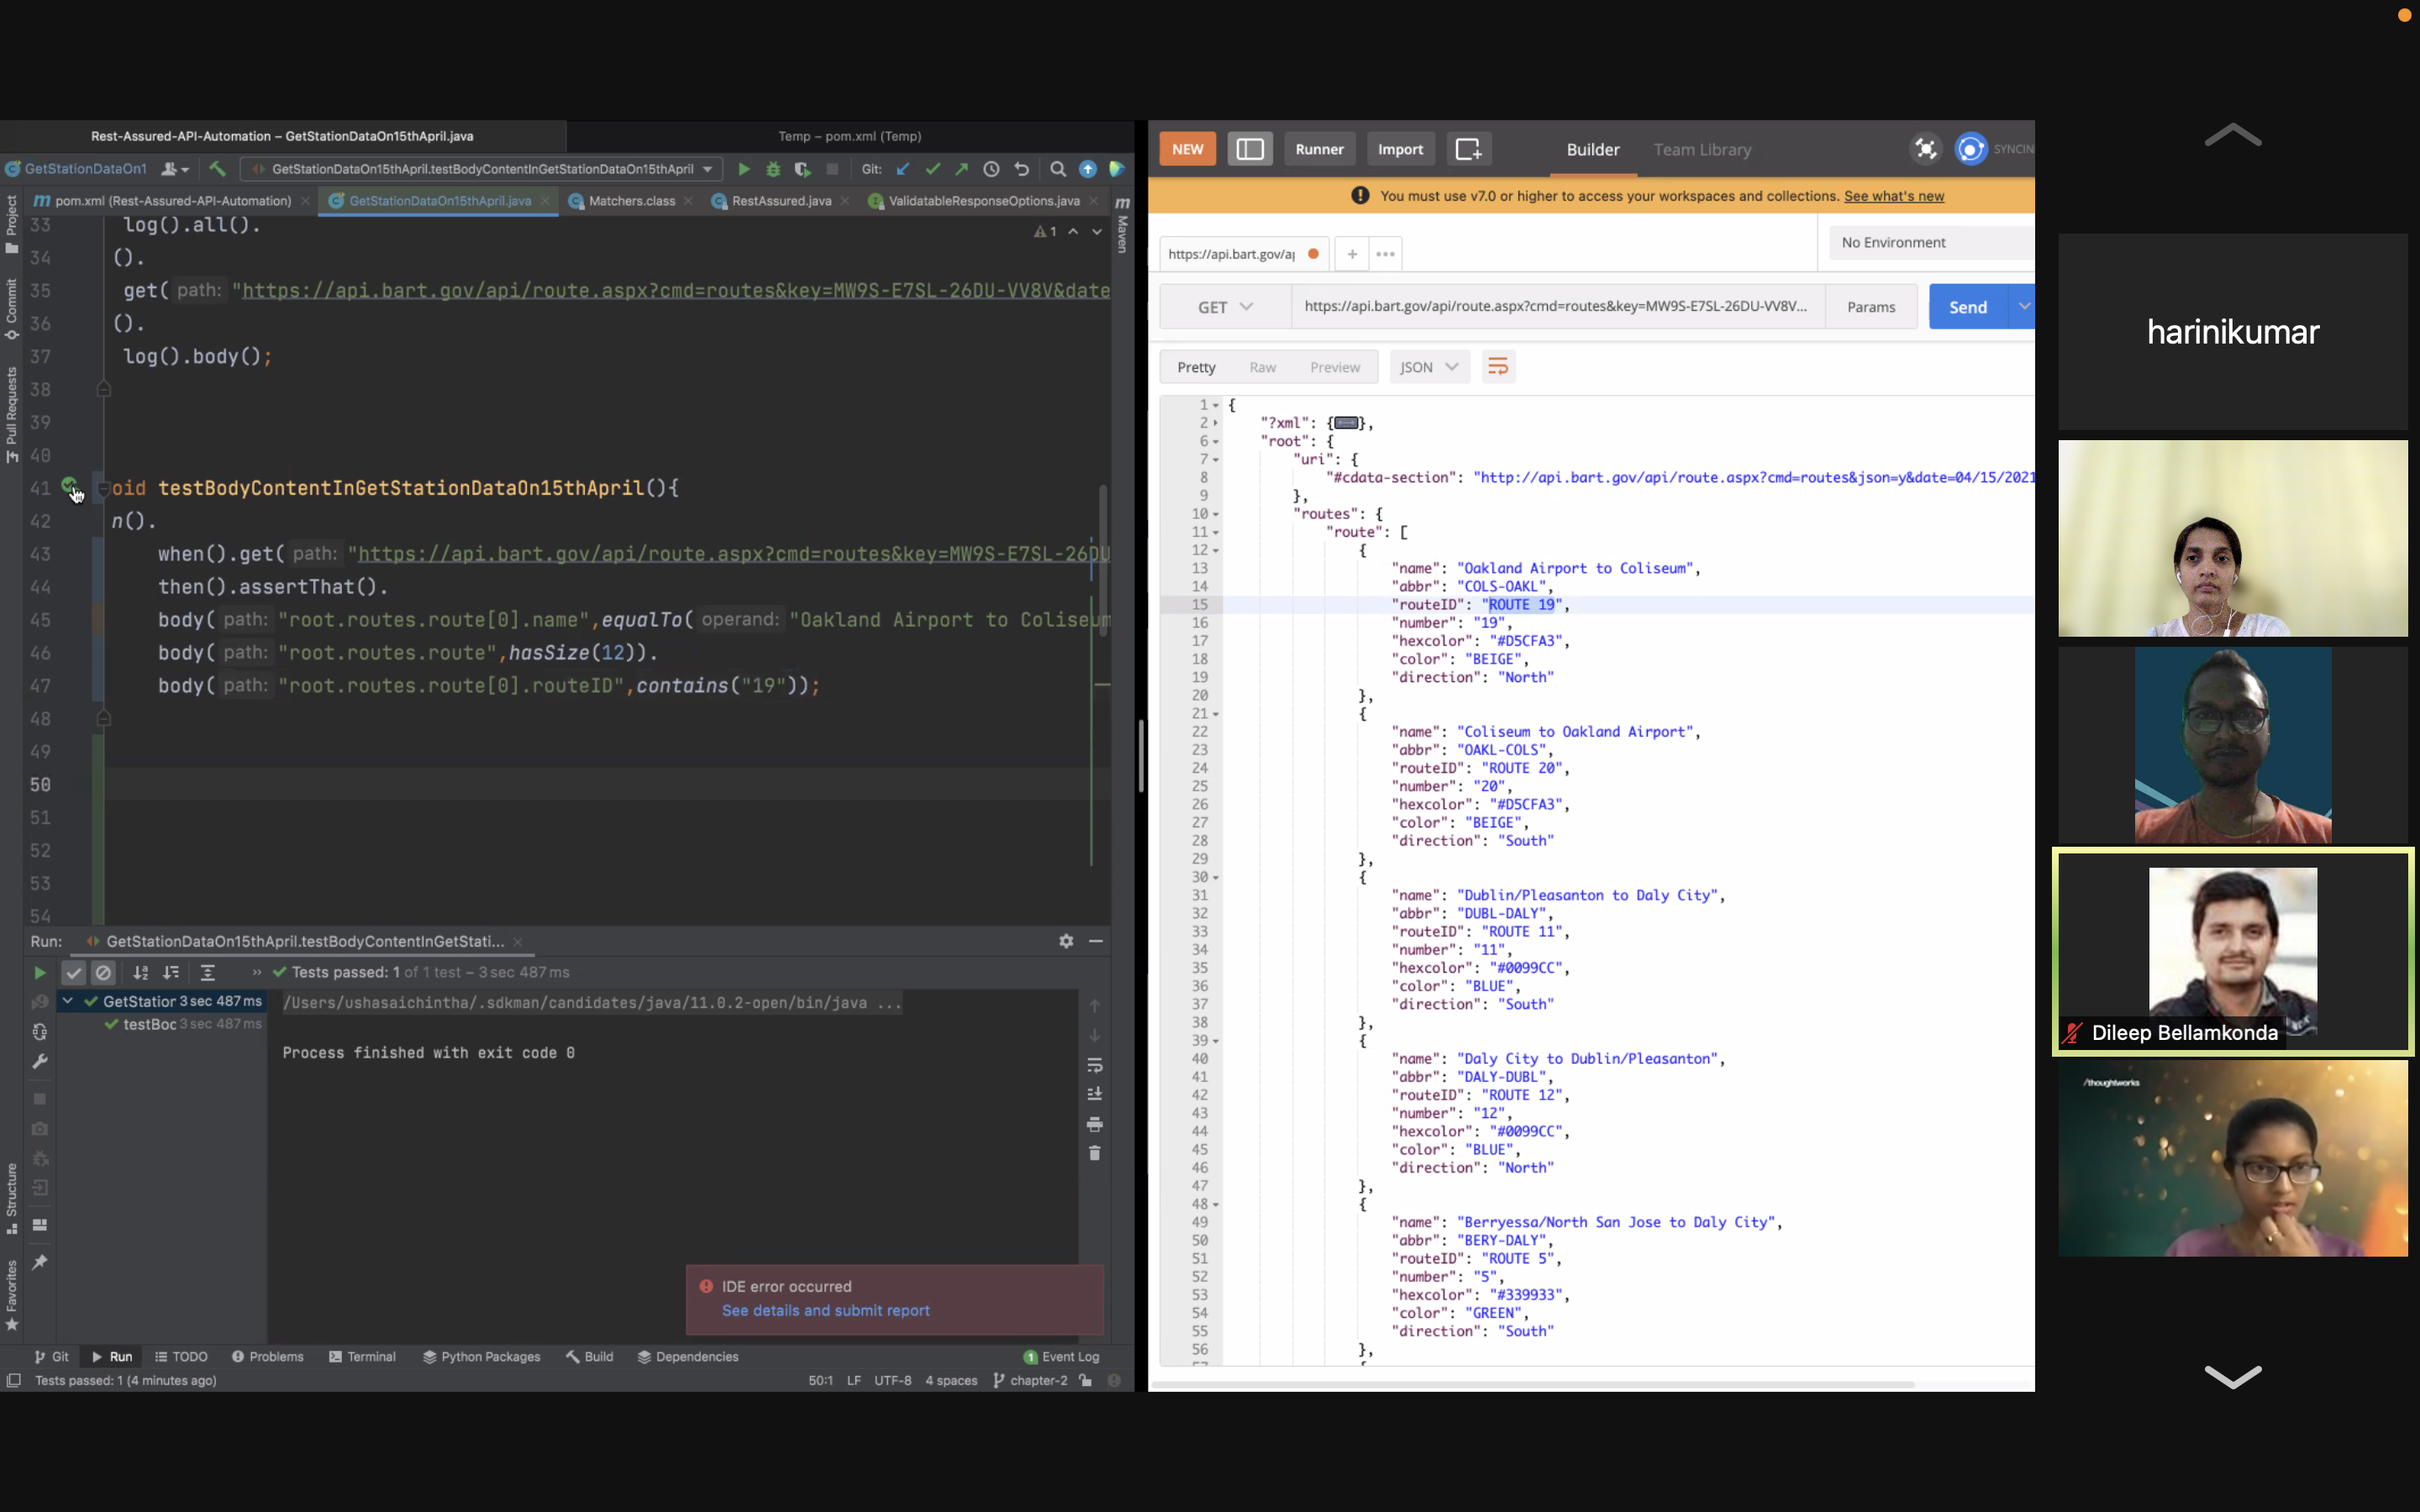 Rest-Assured-API-Automation – GetStationDataOn15thApril.java
Temp – pom.xml (Temp)
GetStationDataOn1
GetStationDataOn15thApril.testBodyContentInGetStationDataOn15thApril
Git:
pom.xml (Rest-Assured-API-Automation)
GetStationDataOn15thApril.java
Matchers.class
RestAssured.java
ValidatableResponseOptions.java
Project
Commit
Pull Requests
Structure
Favorites
Maven
1
33 log().all().
34 ().
35 get( path: "https://api.bart.gov/api/route.aspx?cmd=routes&key=MW9S-E7SL-26DU-VV8V&date
36 ().
37 log().body();
38
39
40
41 oid testBodyContentInGetStationDataOn15thApril(){
42 n().
43 when().get( path: "https://api.bart.gov/api/route.aspx?cmd=routes&key=MW9S-E7SL-26DU
44 then().assertThat().
45 body( path: "root.routes.route[0].name",equalTo( operand: "Oakland Airport to Coliseum
46 body( path: "root.routes.route",hasSize(12)).
47 body( path: "root.routes.route[0].routeID",contains("19"));
48
49
50
51
52
53
54
Run: GetStationDataOn15thApril.testBodyContentInGetStati...
Tests passed: 1 of 1 test – 3 sec 487 ms
GetStation 3 sec 487 ms
testBoc 3 sec 487 ms
/Users/ushasaichintha/.sdkman/candidates/java/11.0.2-open/bin/java ...
Process finished with exit code 0
IDE error occurred
See details and submit report
Git Run TODO Problems Terminal Python Packages Build Dependencies 1 Event Log
Tests passed: 1 (4 minutes ago)
50:1 LF UTF-8 4 spaces chapter-2
NEW Runner Import Builder Team Library SYNCIN
You must use v7.0 or higher to access your workspaces and collections. See what's new
https://api.bart.gov/a
No Environment
GET https://api.bart.gov/api/route.aspx?cmd=routes&key=MW9S-E7SL-26DU-VV8V... Params Send
Pretty Raw Preview JSON
1 {
2 "?xml": {},
6 "root": {
7 "uri": {
8 "#cdata-section": "http://api.bart.gov/api/route.aspx?cmd=routes&json=y&date=04/15/2021
9 },
10 "routes": {
11 "route": [
12 {
13 "name": "Oakland Airport to Coliseum",
14 "abbr": "COLS-OAKL",
15 "routeID": "ROUTE 19",
16 "number": "19",
17 "hexcolor": "#D5CFA3",
18 "color": "BEIGE",
19 "direction": "North"
20 },
21 {
22 "name": "Coliseum to Oakland Airport",
23 "abbr": "OAKL-COLS",
24 "routeID": "ROUTE 20",
25 "number": "20",
26 "hexcolor": "#D5CFA3",
27 "color": "BEIGE",
28 "direction": "South"
29 },
30 {
31 "name": "Dublin/Pleasanton to Daly City",
32 "abbr": "DUBL-DALY",
33 "routeID": "ROUTE 11",
34 "number": "11",
35 "hexcolor": "#0099CC",
36 "color": "BLUE",
37 "direction": "South"
38 },
39 {
40 "name": "Daly City to Dublin/Pleasanton",
41 "abbr": "DALY-DUBL",
42 "routeID": "ROUTE 12",
43 "number": "12",
44 "hexcolor": "#0099CC",
45 "color": "BLUE",
46 "direction": "North"
47 },
48 {
49 "name": "Berryessa/North San Jose to Daly City",
50 "abbr": "BERY-DALY",
51 "routeID": "ROUTE 5",
52 "number": "5",
53 "hexcolor": "#339933",
54 "color": "GREEN",
55 "direction": "South"
56 },
harinikumar
Dileep Bellamkonda
/thoughtworks